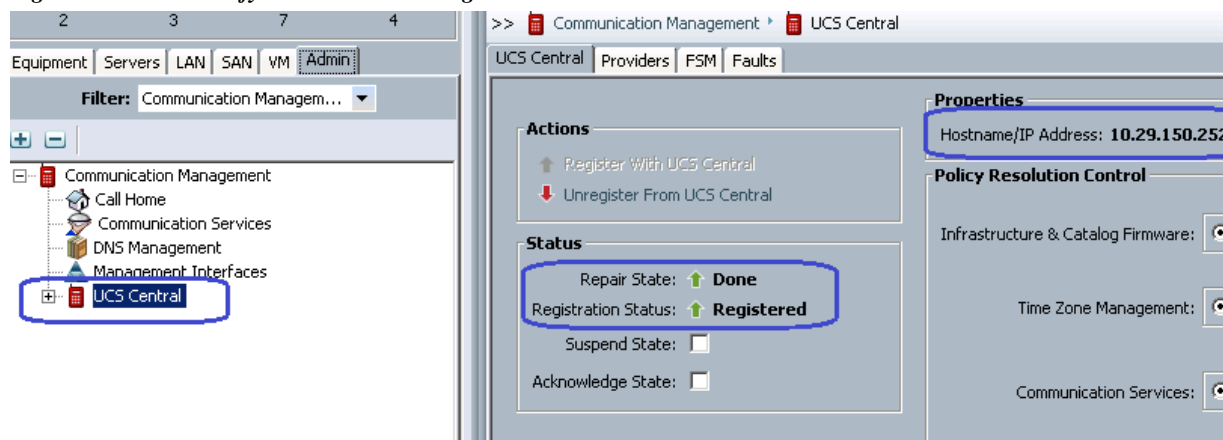 2 3 7 4
Equipment Servers LAN SAN VM Admin
Filter: Communication Managem...
Communication Management
Call Home
Communication Services
DNS Management
Management Interfaces
UCS Central
>> Communication Management UCS Central
UCS Central Providers FSM Faults
Actions
Register With UCS Central
Unregister From UCS Central
Status
Repair State: Done
Registration Status: Registered
Suspend State:
Acknowledge State:
Properties
Hostname/IP Address: 10.29.150.252
Policy Resolution Control
Infrastructure & Catalog Firmware:
Time Zone Management:
Communication Services: